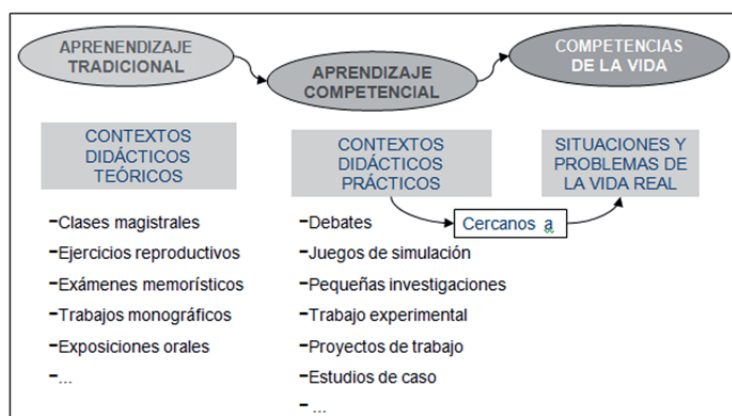 APRENENDIZAJE
TRADICIONAL
APRENDIZAJE
COMPETENCIAL
COMPETENCIAS
DE LA VIDA
CONTEXTOS
DIDÁCTICOS
TEÓRICOS
-Clases magistrales
-Ejercicios reproductivos
-Exámenes memorísticos
-Trabajos monográficos
-Exposiciones orales
-...
CONTEXTOS
DIDÁCTICOS
PRÁCTICOS
-Debates
-Juegos de simulación
-Pequeñas investigaciones
-Trabajo experimental
-Proyectos de trabajo
-Estudios de caso
- ...
Cercanos a
SITUACIONES Y
PROBLEMAS DE
LA VIDA REAL